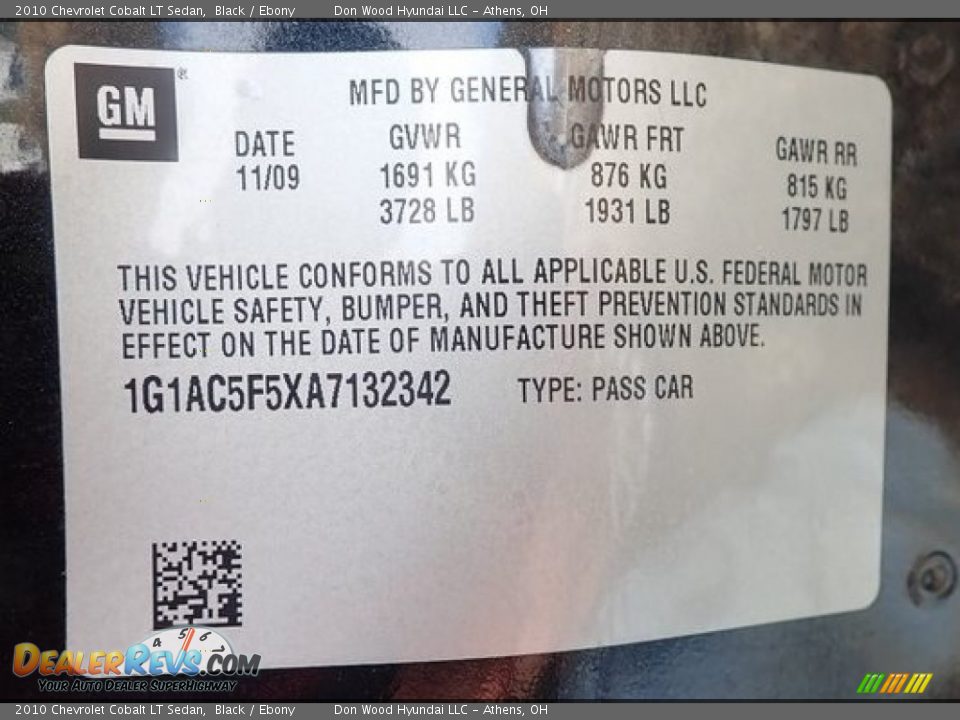 2010 Chevrolet Cobalt LT Sedan, Black / Ebony Don Wood Hyundai LLC – Athens, OH
GM ®
MFD BY GENERAL MOTORS LLC
DATE GVWR GAWR FRT GAWR RR
11/09 1691 KG 876 KG 815 KG
3728 LB 1931 LB 1797 LB
THIS VEHICLE CONFORMS TO ALL APPLICABLE U.S. FEDERAL MOTOR
VEHICLE SAFETY, BUMPER, AND THEFT PREVENTION STANDARDS IN
EFFECT ON THE DATE OF MANUFACTURE SHOWN ABOVE.
1G1AC5F5XA7132342 TYPE: PASS CAR
4 5 6 7
DEALERREVS.COM
YOUR AUTO DEALER SUPERHIGHWAY
2010 Chevrolet Cobalt LT Sedan, Black / Ebony Don Wood Hyundai LLC – Athens, OH